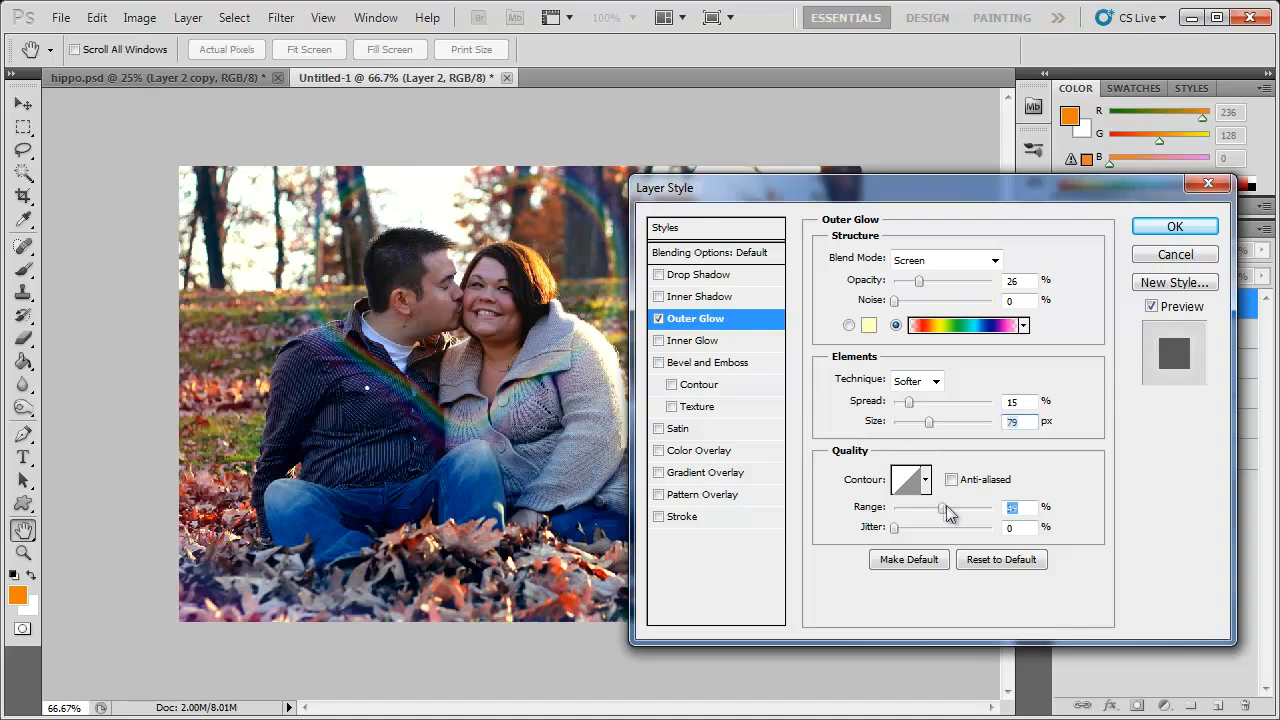 Ps File Edit Image Layer Select Filter View Window Help Br Mb 100% ESSENTIALS DESIGN PAINTING CS Live
Scroll All Windows Actual Pixels Fit Screen Fill Screen Print Size
hippo.psd @ 25% (Layer 2 copy, RGB/8) * Untitled-1 @ 66.7% (Layer 2, RGB/8) *
Mb
COLOR SWATCHES STYLES
R 236
G 128
B 0
Layer Style
Styles
Blending Options: Default
Drop Shadow
Inner Shadow
Outer Glow
Inner Glow
Bevel and Emboss
Contour
Texture
Satin
Color Overlay
Gradient Overlay
Pattern Overlay
Stroke
Outer Glow
Structure
Blend Mode: Screen
Opacity: 26 %
Noise: 0 %
Elements
Technique: Softer
Spread: 15 %
Size: 79 px
Quality
Contour: Anti-aliased
Range: 49 %
Jitter: 0 %
Make Default Reset to Default
OK
Cancel
New Style...
Preview
%
%
T
66.67% Doc: 2.00M/8.01M
fx